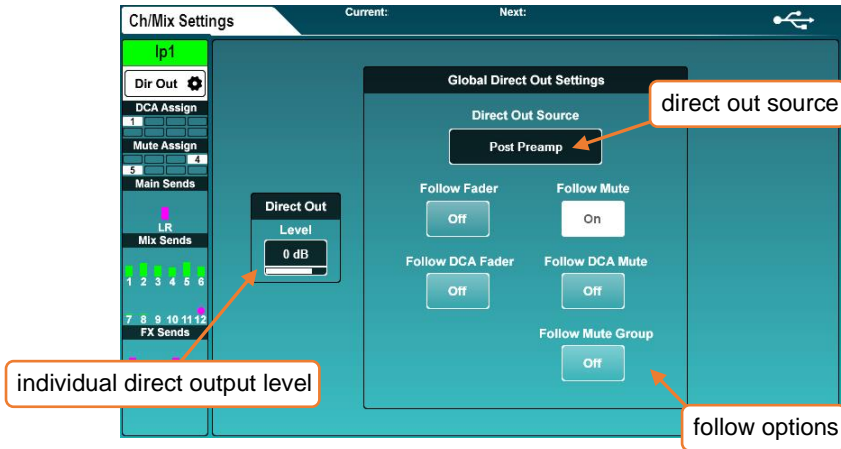 Ch/Mix Settings
Current:
Next:
Ip1
Dir Out
DCA Assign
1
Mute Assign
4
5
Main Sends
LR
Mix Sends
1 2 3 4 5 6
7 8 9 10 11 12
FX Sends
Direct Out
Level
0 dB
Global Direct Out Settings
Direct Out Source
Post Preamp
Follow Fader
Follow Mute
Off
On
Follow DCA Fader
Follow DCA Mute
Off
Off
Follow Mute Group
Off
direct out source
individual direct output level
follow options